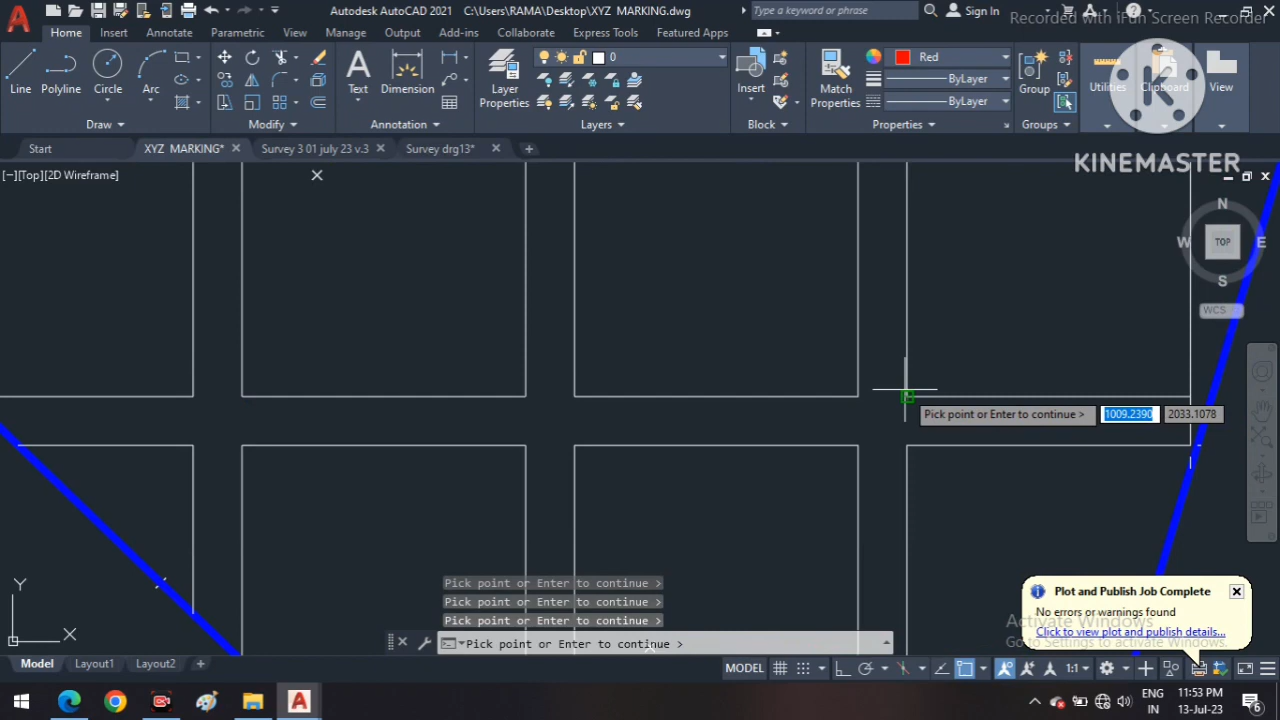 Autodesk AutoCAD 2021 C:\Users\RAMA\Desktop\XYZ MARKING.dwg
Type a keyword or phrase
Sign In
Recorded with iFun Screen Recorder
Home Insert Annotate Parametric View Manage Output Add-ins Collaborate Express Tools Featured Apps
Line Polyline Circle Arc
Text Dimension
Layer Properties
0
Insert
Match Properties
Red
ByLayer
ByLayer
Group
Utilities Clipboard View
Draw Modify Annotation Layers Block Properties Groups
K
KINEMASTER
Start XYZ MARKING* Survey 3 01 july 23 v.3 Survey drg13*
[−][Top][2D Wireframe]
N
W TOP E
S
WCS
Pick point or Enter to continue > 1009.2390 2033.1078
Pick point or Enter to continue >
Pick point or Enter to continue >
Pick point or Enter to continue >
Pick point or Enter to continue >
Y
X
Plot and Publish Job Complete
No errors or warnings found
Click to view plot and publish details...
Activate Windows
Go to Settings to activate Windows.
Model Layout1 Layout2 +
MODEL 1:1
ENG
IN
11:53 PM
13-Jul-23
6